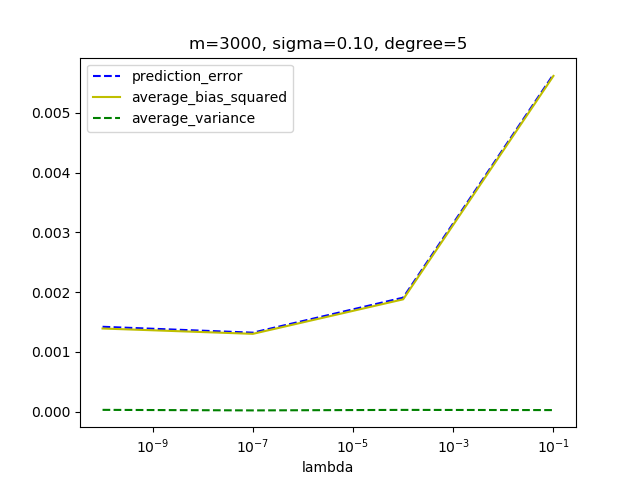 m=3000, sigma=0.10, degree=5
prediction_error
average_bias_squared
average_variance
0.005
0.004
0.003
0.002
0.001
0.000
10⁻⁹
10⁻⁷
10⁻⁵
10⁻³
10⁻¹
lambda